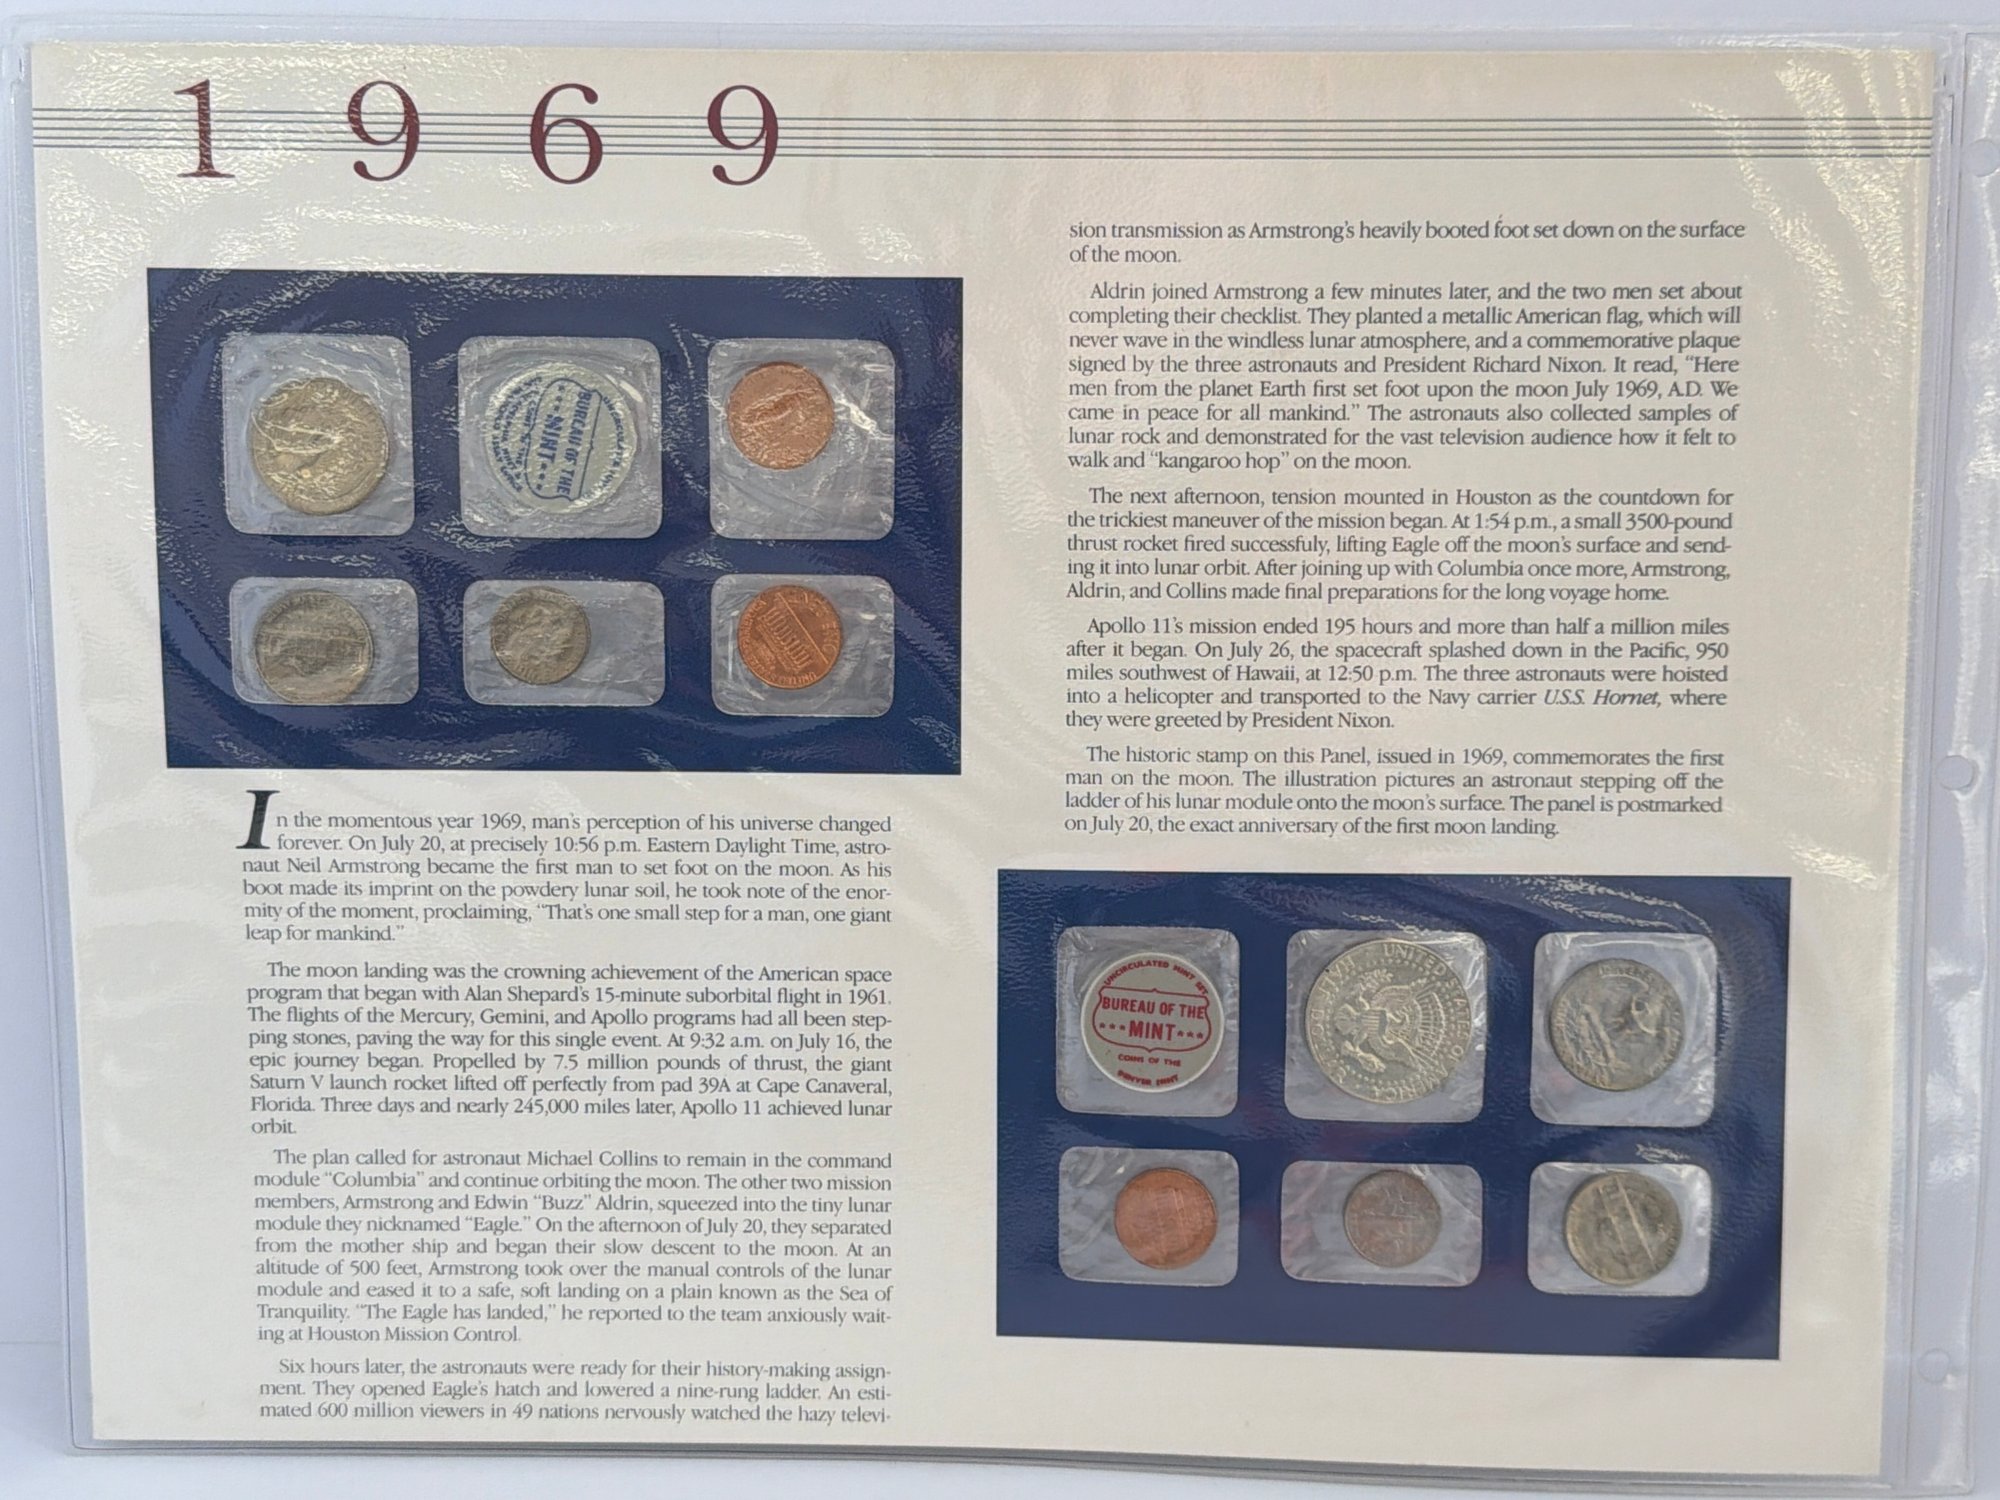 1969
In the momentous year 1969, man's perception of his universe changed
forever. On July 20, at precisely 10:56 p.m. Eastern Daylight Time, astro-
naut Neil Armstrong became the first man to set foot on the moon. As his
boot made its imprint on the powdery lunar soil, he took note of the enor-
mity of the moment, proclaiming, "That's one small step for a man, one giant
leap for mankind."
The moon landing was the crowning achievement of the American space
program that began with Alan Shepard's 15-minute suborbital flight in 1961.
The flights of the Mercury, Gemini, and Apollo programs had all been step-
ping stones, paving the way for this single event. At 9:32 a.m. on July 16, the
epic journey began. Propelled by 7.5 million pounds of thrust, the giant
Saturn V launch rocket lifted off perfectly from pad 39A at Cape Canaveral,
Florida. Three days and nearly 245,000 miles later, Apollo 11 achieved lunar
orbit.
The plan called for astronaut Michael Collins to remain in the command
module "Columbia" and continue orbiting the moon. The other two mission
members, Armstrong and Edwin "Buzz" Aldrin, squeezed into the tiny lunar
module they nicknamed "Eagle." On the afternoon of July 20, they separated
from the mother ship and began their slow descent to the moon. At an
altitude of 500 feet, Armstrong took over the manual controls of the lunar
module and eased it to a safe, soft landing on a plain known as the Sea of
Tranquility. "The Eagle has landed," he reported to the team anxiously wait-
ing at Houston Mission Control.
Six hours later, the astronauts were ready for their history-making assign-
ment. They opened Eagle's hatch and lowered a nine-rung ladder. An esti-
mated 600 million viewers in 49 nations nervously watched the hazy televi-
sion transmission as Armstrong's heavily booted foot set down on the surface
of the moon.
Aldrin joined Armstrong a few minutes later, and the two men set about
completing their checklist. They planted a metallic American flag, which will
never wave in the windless lunar atmosphere, and a commemorative plaque
signed by the three astronauts and President Richard Nixon. It read, "Here
men from the planet Earth first set foot upon the moon July 1969, A.D. We
came in peace for all mankind." The astronauts also collected samples of
lunar rock and demonstrated for the vast television audience how it felt to
walk and "kangaroo hop" on the moon.
The next afternoon, tension mounted in Houston as the countdown for
the trickiest maneuver of the mission began. At 1:54 p.m., a small 3500-pound
thrust rocket fired successfuly, lifting Eagle off the moon's surface and send-
ing it into lunar orbit. After joining up with Columbia once more, Armstrong,
Aldrin, and Collins made final preparations for the long voyage home.
Apollo 11's mission ended 195 hours and more than half a million miles
after it began. On July 26, the spacecraft splashed down in the Pacific, 950
miles southwest of Hawaii, at 12:50 p.m. The three astronauts were hoisted
into a helicopter and transported to the Navy carrier U.S.S. Hornet, where
they were greeted by President Nixon.
The historic stamp on this Panel, issued in 1969, commemorates the first
man on the moon. The illustration pictures an astronaut stepping off the
ladder of his lunar module onto the moon's surface. The panel is postmarked
on July 20, the exact anniversary of the first moon landing.
BUREAU OF THE
MINT
UNCIRCULATED MINT SET
BUREAU OF THE
MINT
COINS OF THE
DENVER MINT
UNITED STATES OF AMERICA
HALF DOLLAR